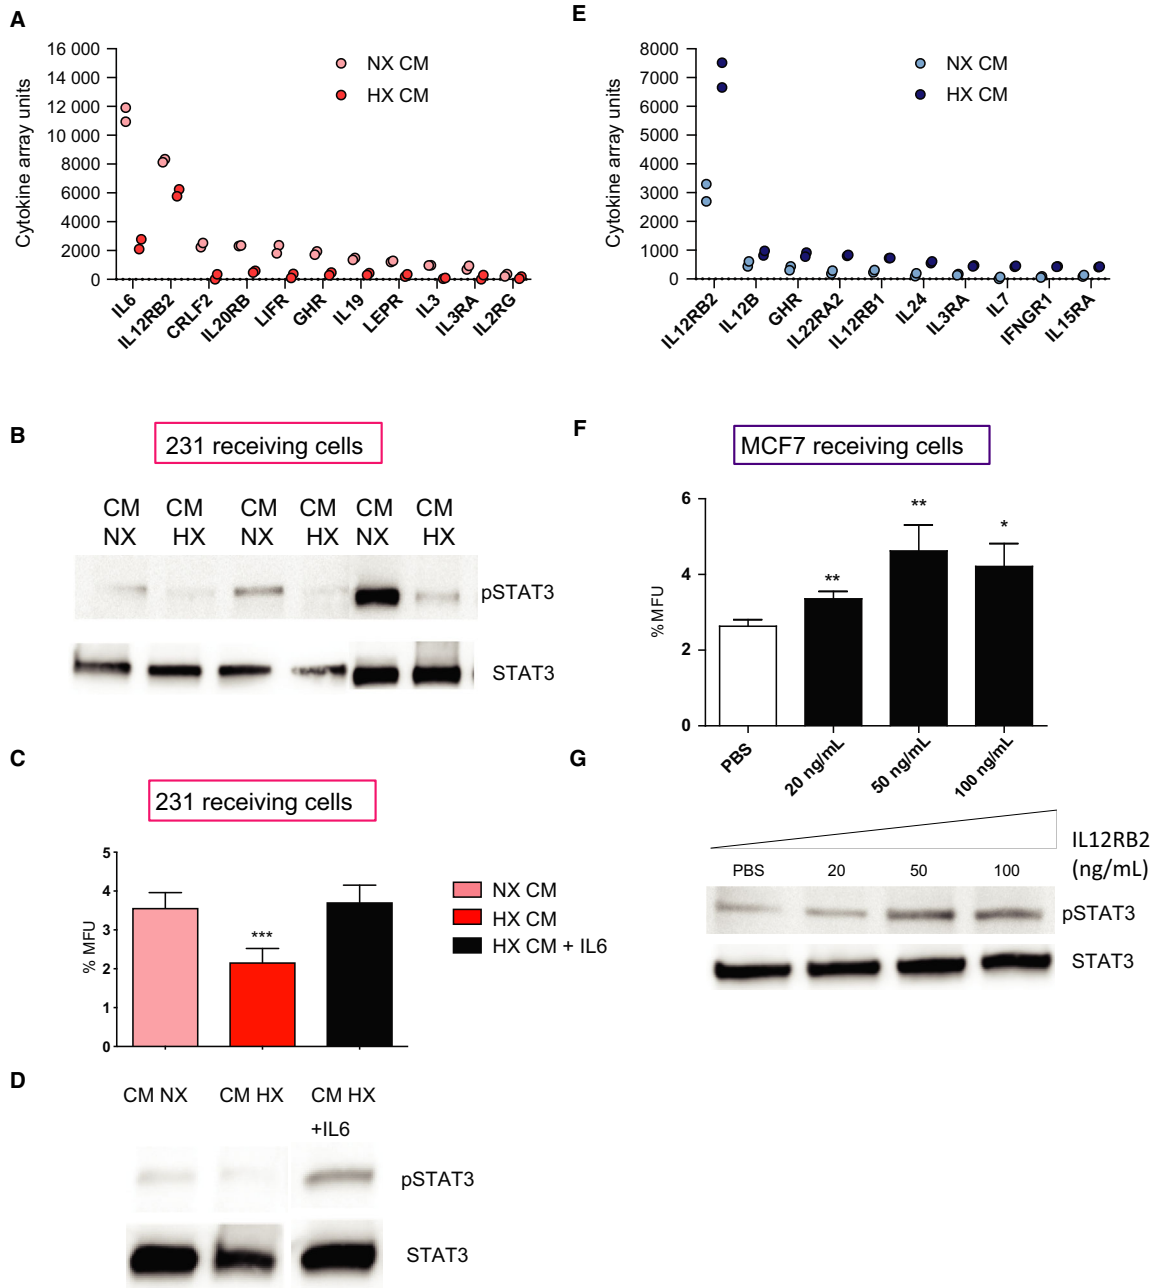 A
Cytokine array units
16 000
14 000
12 000
10 000
8000
6000
4000
2000
0
NX CM
HX CM
IL6
IL12RB2
CRLF2
IL20RB
LIFR
GHR
IL19
LEPR
IL3
IL3RA
IL2RG
B
231 receiving cells
CM CM CM CM CM CM
NX HX NX HX NX HX
pSTAT3
STAT3
C
231 receiving cells
% MFU
5
4
3
2
1
0
***
NX CM
HX CM
HX CM + IL6
D
CM NX CM HX CM HX
+IL6
pSTAT3
STAT3
E
Cytokine array units
8000
7000
6000
5000
4000
3000
2000
1000
0
NX CM
HX CM
IL12RB2
IL12B
GHR
IL22RA2
IL12RB1
IL24
IL3RA
IL7
IFNGR1
IL15RA
F
MCF7 receiving cells
%MFU
6
4
2
0
**
**
*
PBS
20 ng/mL
50 ng/mL
100 ng/mL
G
IL12RB2
(ng/mL)
PBS 20 50 100
pSTAT3
STAT3